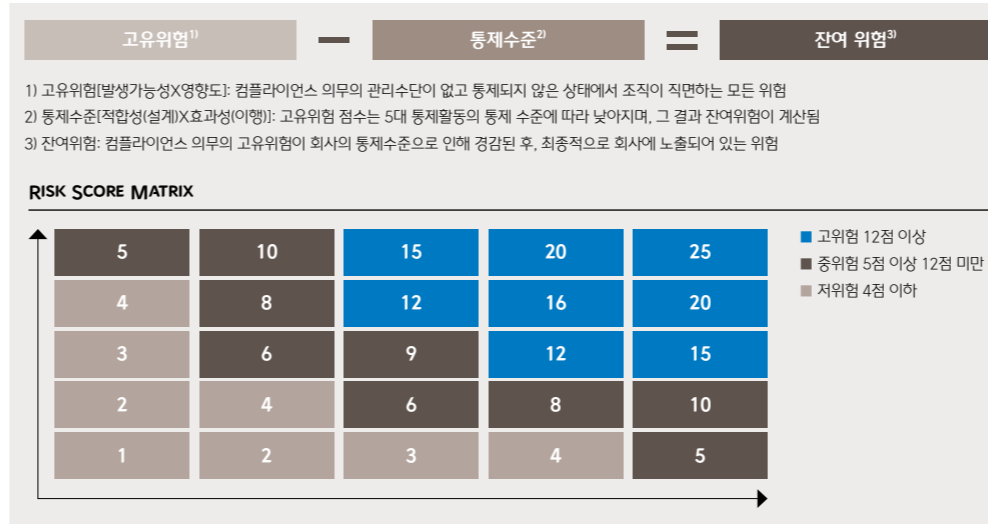 고유위험1) — 통제수준2) = 잔여 위험3)
1) 고유위험[발생가능성X영향도]: 컴플라이언스 의무의 관리수단이 없고 통제되지 않은 상태에서 조직이 직면하는 모든 위험
2) 통제수준[적합성(설계)X효과성(이행)]: 고유위험 점수는 5대 통제활동의 통제 수준에 따라 낮아지며, 그 결과 잔여위험이 계산됨
3) 잔여위험: 컴플라이언스 의무의 고유위험이 회사의 통제수준으로 인해 경감된 후, 최종적으로 회사에 노출되어 있는 위험
RISK SCORE MATRIX
5 10 15 20 25
4 8 12 16 20
3 6 9 12 15
2 4 6 8 10
1 2 3 4 5
고위험 12점 이상
중위험 5점 이상 12점 미만
저위험 4점 이하